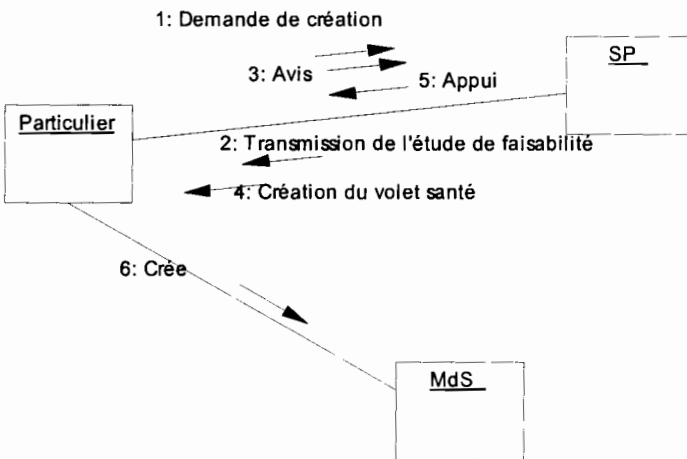 1: Demande de création
SP
3: Avis
5: Appui
Particulier
2: Transmission de l'étude de faisabilité
4: Création du volet santé
6: Crée
MdS